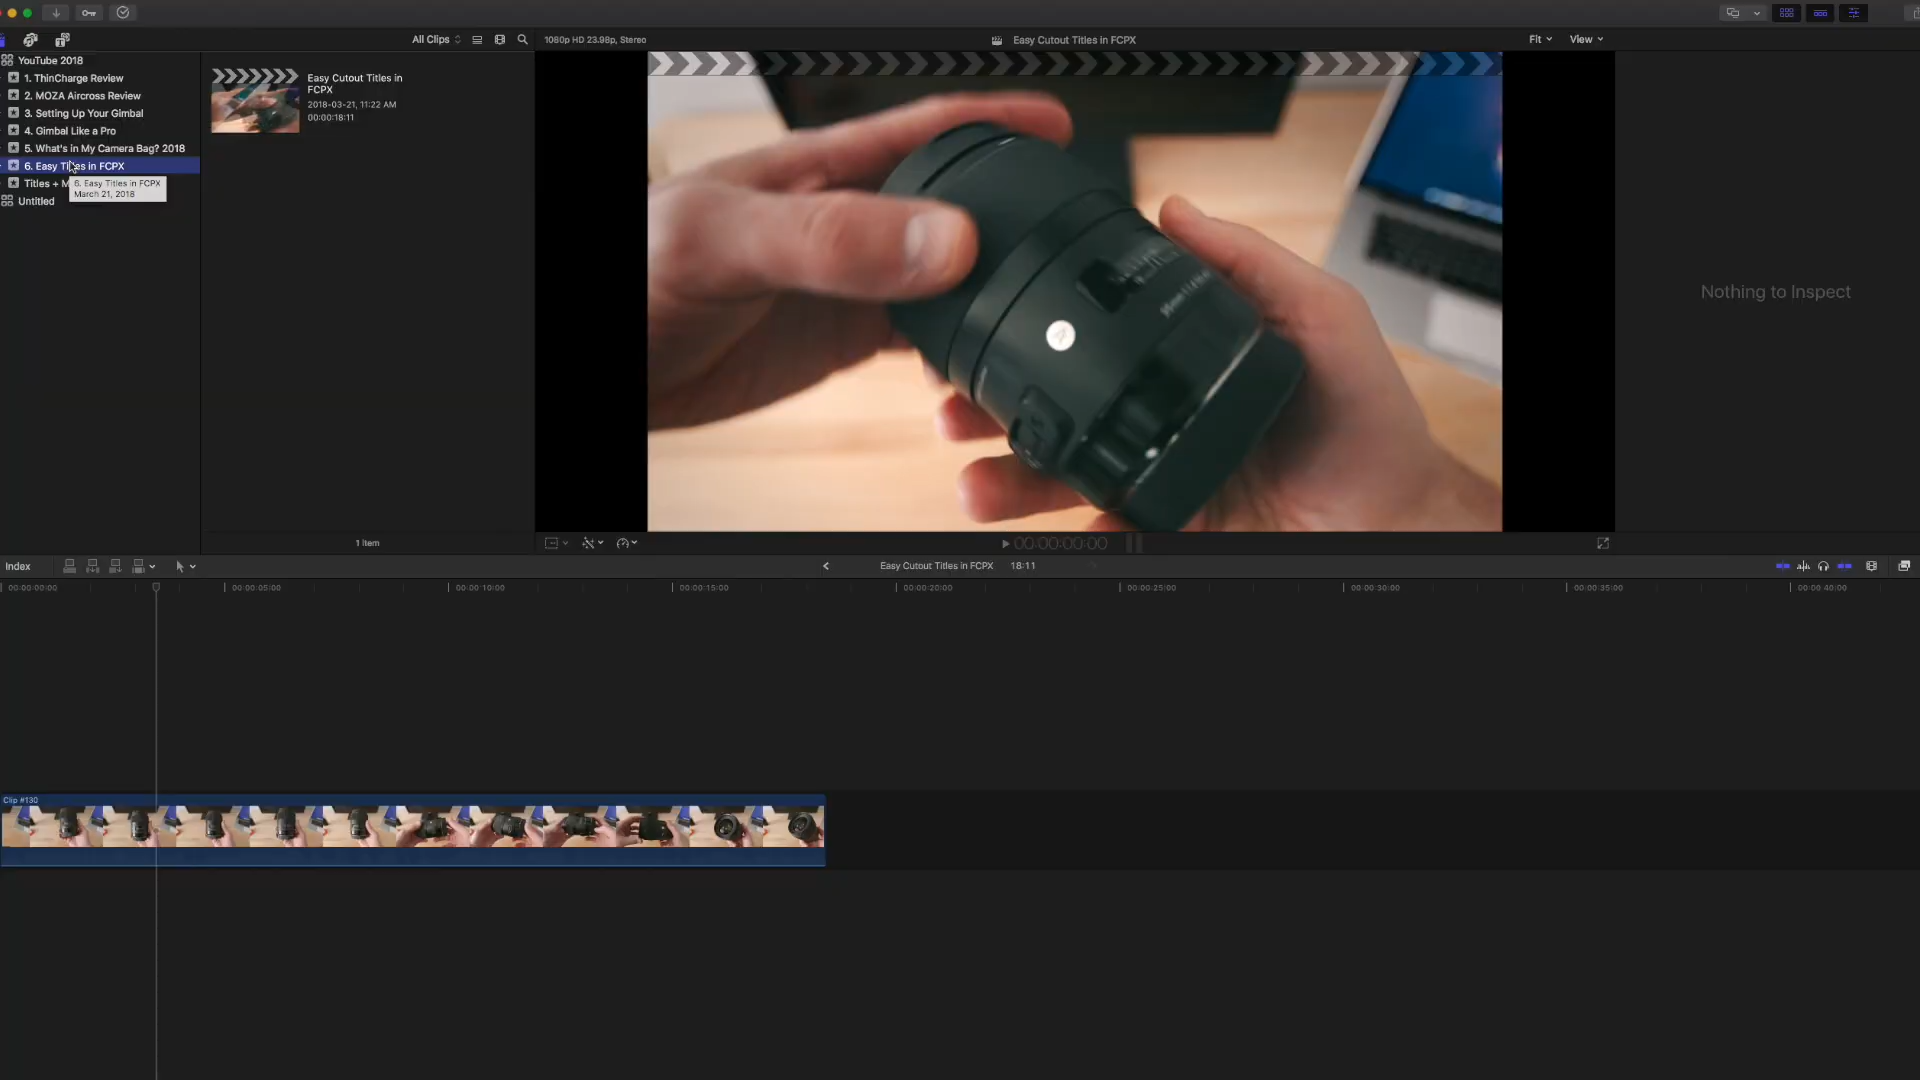 All Clips
1080p HD 23.98p, Stereo
Easy Cutout Titles in FCPX
Fit
View
YouTube 2018
1. ThinCharge Review
2. MOZA Aircross Review
3. Setting Up Your Gimbal
4. Gimbal Like a Pro
5. What's in My Camera Bag? 2018
6. Easy Titles in FCPX
Titles + M
6. Easy Titles in FCPX
March 21, 2018
Untitled
Easy Cutout Titles in
FCPX
2018-03-21, 11:22 AM
00:00:18:11
Nothing to Inspect
1 Item
00:00:00:00
Index
Easy Cutout Titles in FCPX
18:11
00:00:00:00
00:00:05:00
00:00:10:00
00:00:15:00
00:00:20:00
00:00:25:00
00:00:30:00
00:00:35:00
00:00:40:00
Clip #130